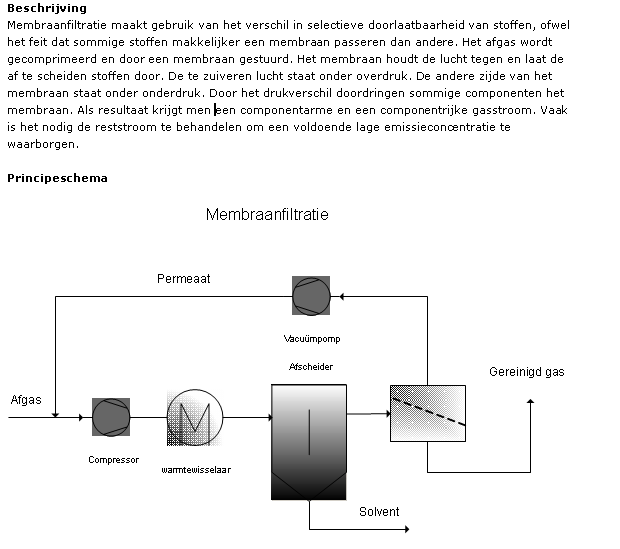 Beschrijving
Membraanfiltratie maakt gebruik van het verschil in selectieve doorlaatbaarheid van stoffen, ofwel
het feit dat sommige stoffen makkelijker een membraan passeren dan andere. Het afgas wordt
gecomprimeerd en door een membraan gestuurd. Het membraan houdt de lucht tegen en laat de
af te scheiden stoffen door. De te zuiveren lucht staat onder overdruk. De andere zijde van het
membraan staat onder onderdruk. Door het drukverschil doordringen sommige componenten het
membraan. Als resultaat krijgt men een componentarme en een componentrijke gasstroom. Vaak
is het nodig de reststroom te behandelen om een voldoende lage emissieconcentratie te
waarborgen.
Principeschema
Membraanfiltratie
Permeaat
Vacuümpomp
Afscheider
Gereinigd gas
Afgas
Compressor
warmtewisselaar
Solvent